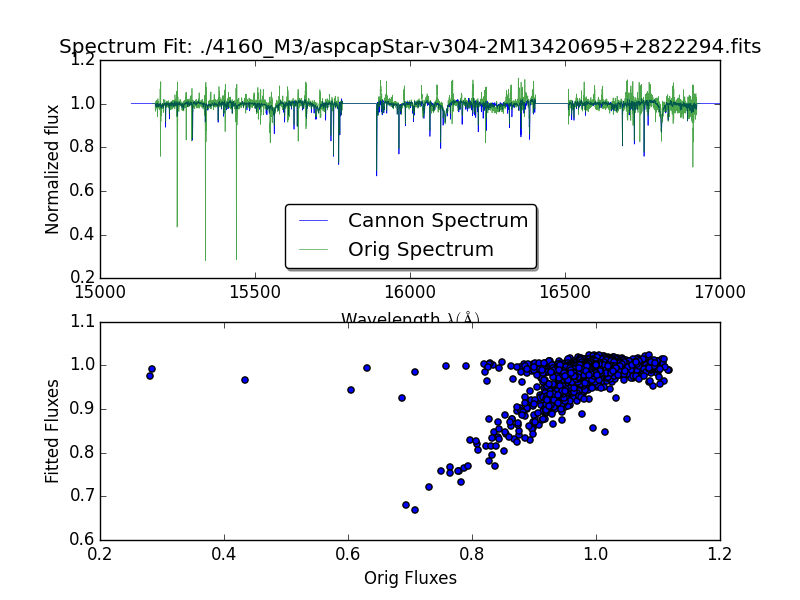 Spectrum Fit: ./4160_M3/aspcapStar-v304-2M13420695+2822294.fits
1.2
1.0
0.8
0.6
0.4
0.2
Normalized flux
Cannon Spectrum
Orig Spectrum
15000 15500 16000 16500 17000
Wavelength λ(Å)
1.1
1.0
0.9
0.8
0.7
0.6
Fitted Fluxes
0.2 0.4 0.6 0.8 1.0 1.2
Orig Fluxes